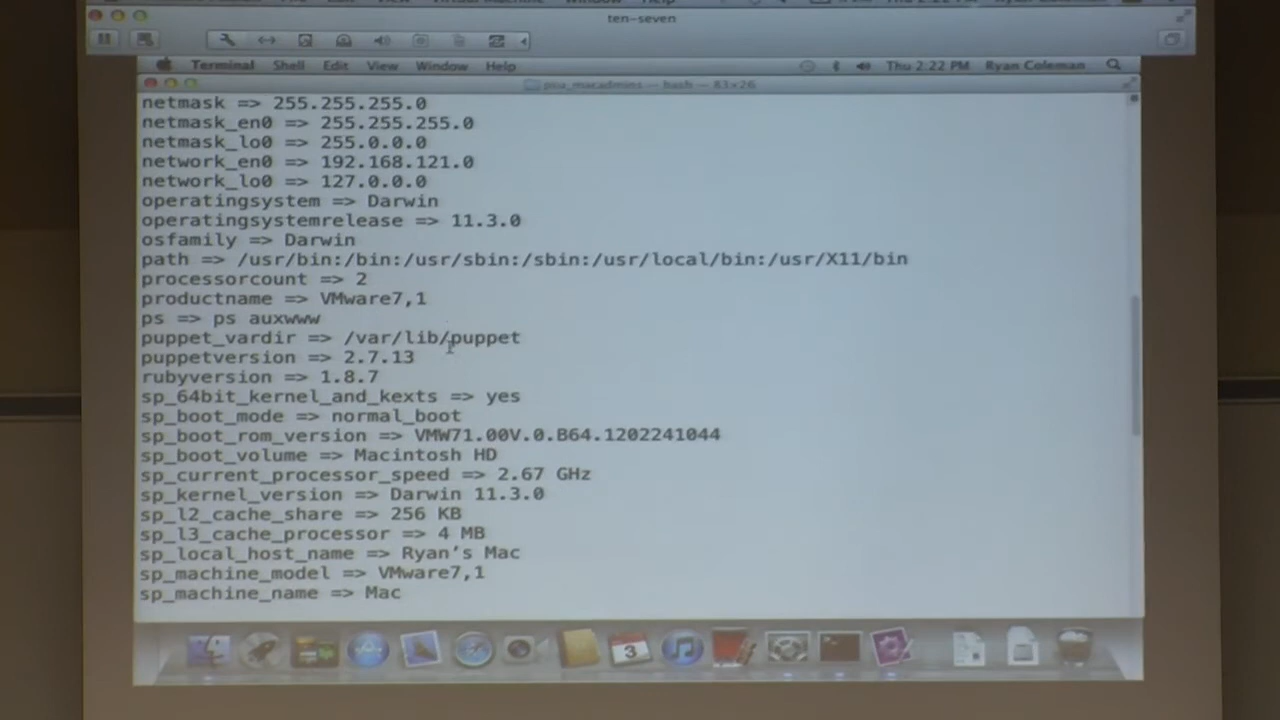 ten-seven
Terminal Shell Edit View Window Help Thu 2:22 PM Ryan Coleman
psu_macadmins — bash — 83×26
netmask => 255.255.255.0
netmask_en0 => 255.255.255.0
netmask_lo0 => 255.0.0.0
network_en0 => 192.168.121.0
network_lo0 => 127.0.0.0
operatingsystem => Darwin
operatingsystemrelease => 11.3.0
osfamily => Darwin
path => /usr/bin:/bin:/usr/sbin:/sbin:/usr/local/bin:/usr/X11/bin
processorcount => 2
productname => VMware7,1
ps => ps auxwww
puppet_vardir => /var/lib/puppet
puppetversion => 2.7.13
rubyversion => 1.8.7
sp_64bit_kernel_and_kexts => yes
sp_boot_mode => normal_boot
sp_boot_rom_version => VMW71.00V.0.B64.1202241044
sp_boot_volume => Macintosh HD
sp_current_processor_speed => 2.67 GHz
sp_kernel_version => Darwin 11.3.0
sp_l2_cache_share => 256 KB
sp_l3_cache_processor => 4 MB
sp_local_host_name => Ryan’s Mac
sp_machine_model => VMware7,1
sp_machine_name => Mac
3